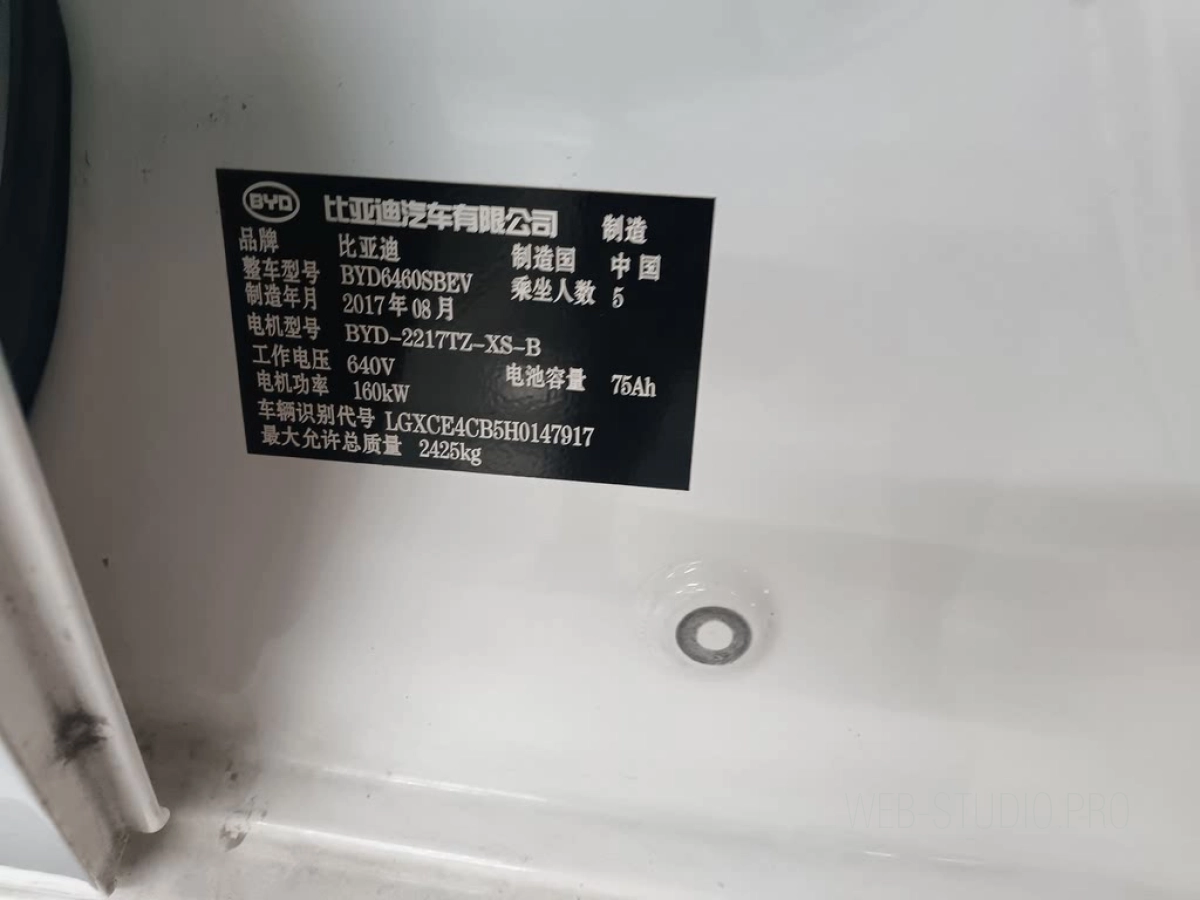 BYD 比亚迪汽车有限公司 制造
品牌 比亚迪 制造国 中国
整车型号 BYD6460SBEV 乘坐人数 5
制造年月 2017年08月
电机型号 BYD-2217TZ-XS-B
工作电压 640V 电池容量 75Ah
电机功率 160kW
车辆识别代号 LGXCE4CB5H0147917
最大允许总质量 2425kg
WEB-STUDIO.PRO